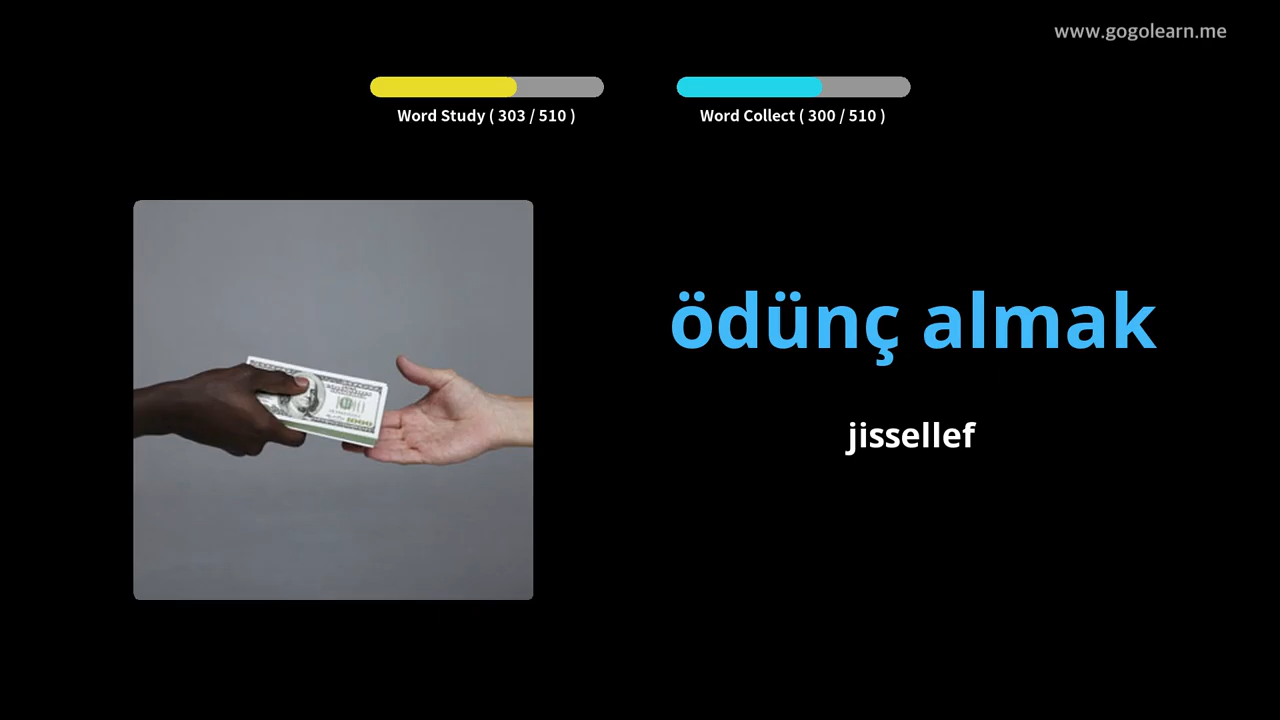 www.gogolearn.me
Word Study ( 303 / 510 )
Word Collect ( 300 / 510 )
ödünç almak
jissellef